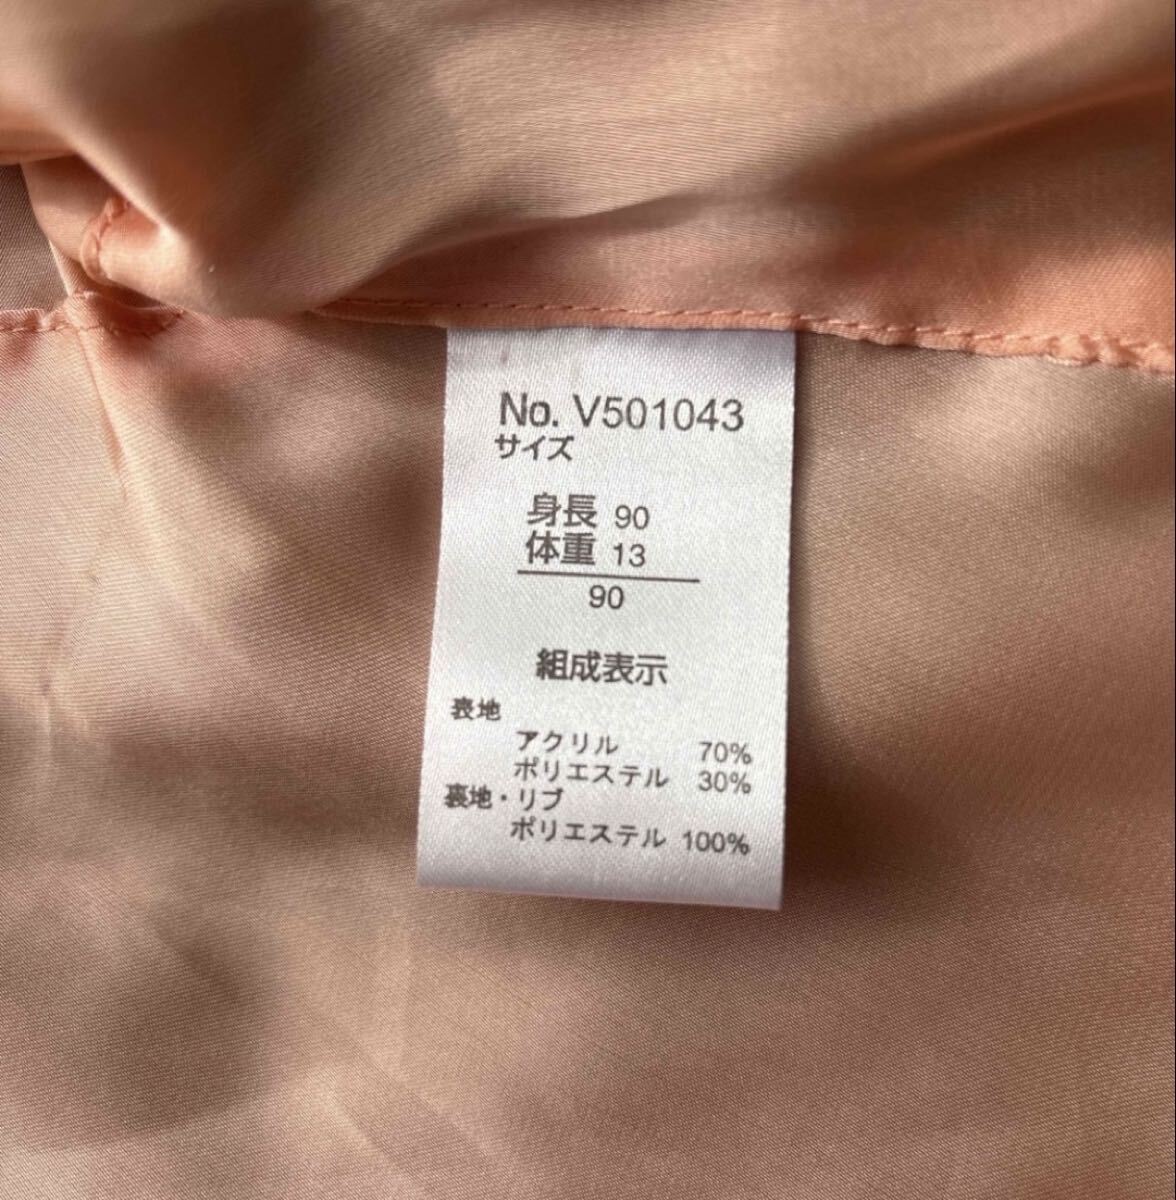 No. V501043
サイズ
身長 90
体重 13
90
組成表示
表地
アクリル 70%
ポリエステル 30%
裏地・リブ
ポリエステル 100%